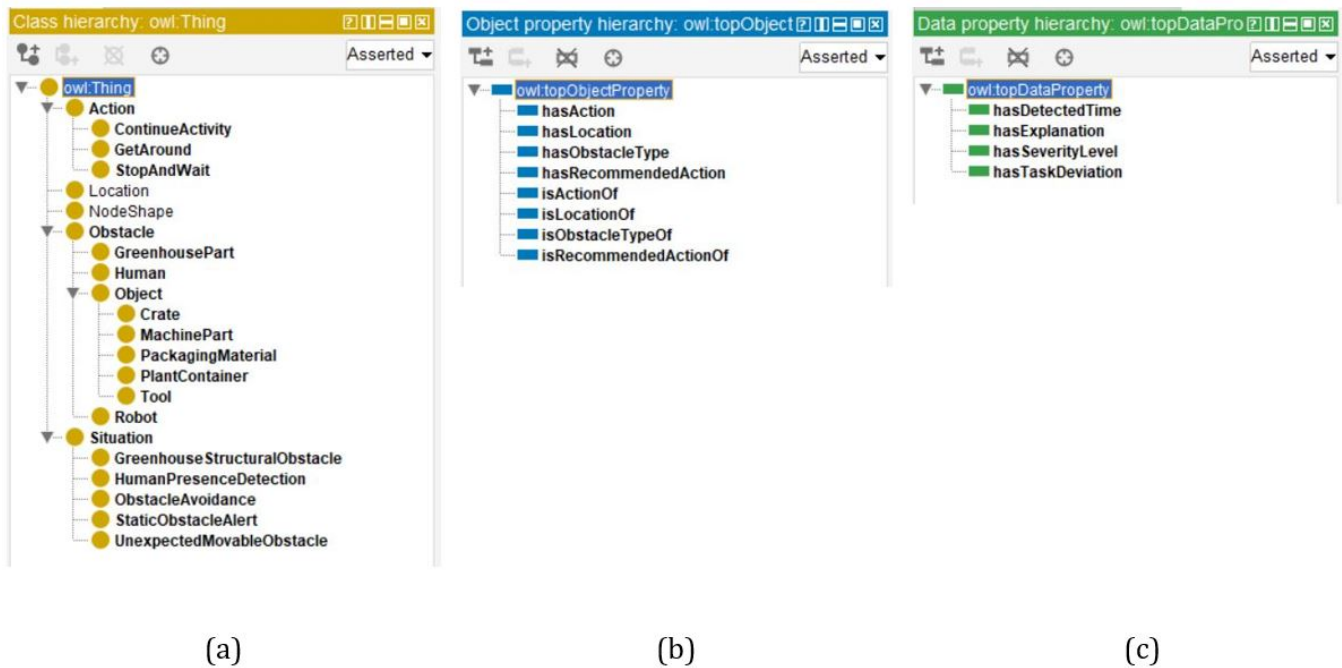 Class hierarchy: owl:Thing
Asserted
owl:Thing
Action
ContinueActivity
GetAround
StopAndWait
Location
NodeShape
Obstacle
GreenhousePart
Human
Object
Crate
MachinePart
PackagingMaterial
PlantContainer
Tool
Robot
Situation
GreenhouseStructuralObstacle
HumanPresenceDetection
ObstacleAvoidance
StaticObstacleAlert
UnexpectedMovableObstacle
(a)
Object property hierarchy: owl:topObject
Asserted
owl:topObjectProperty
hasAction
hasLocation
hasObstacleType
hasRecommendedAction
isActionOf
isLocationOf
isObstacleTypeOf
isRecommendedActionOf
(b)
Data property hierarchy: owl:topDataPro
Asserted
owl:topDataProperty
hasDetectedTime
hasExplanation
hasSeverityLevel
hasTaskDeviation
(c)